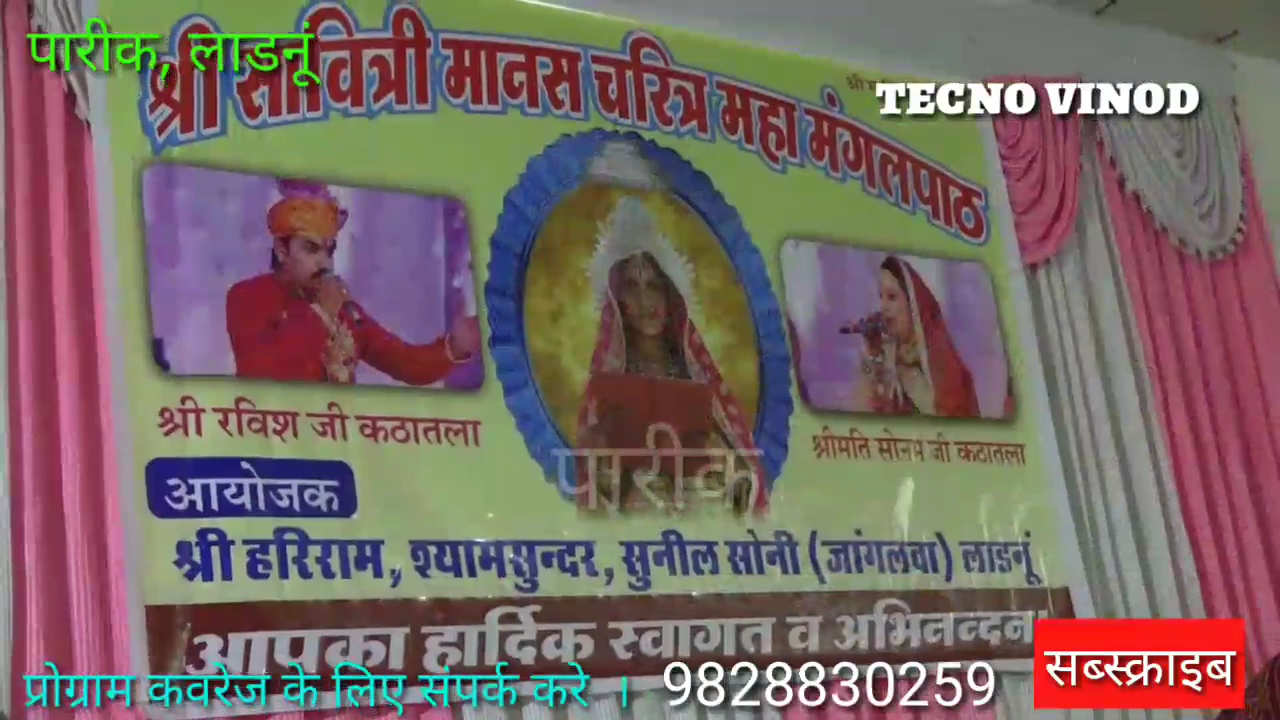 पारीक, लाडनूं
TECNO VINOD
श्री सावित्री मानस चरित्र महा मंगलपाठ
श्री रविश जी कठातला
श्रीमति सोनम जी कठातला
पारीक
आयोजक
श्री हरिराम, श्यामसुन्दर, सुनील सोनी (जांगलवा) लाडनूं
आपका हार्दिक स्वागत व अभिनन्दन
प्रोग्राम कवरेज के लिए संपर्क करे । 9828830259
सब्स्क्राइब